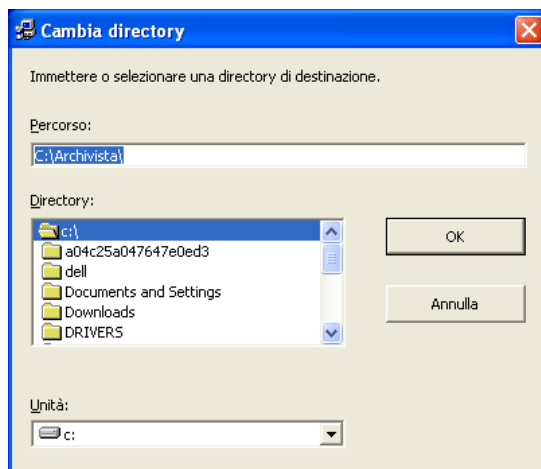 Cambia directory
Immettere o selezionare una directory di destinazione.
Percorso:
C:\Archivista\
Directory:
c:\
a04c25a047647e0ed3
dell
Documents and Settings
Downloads
DRIVERS
OK
Annulla
Unità:
c: